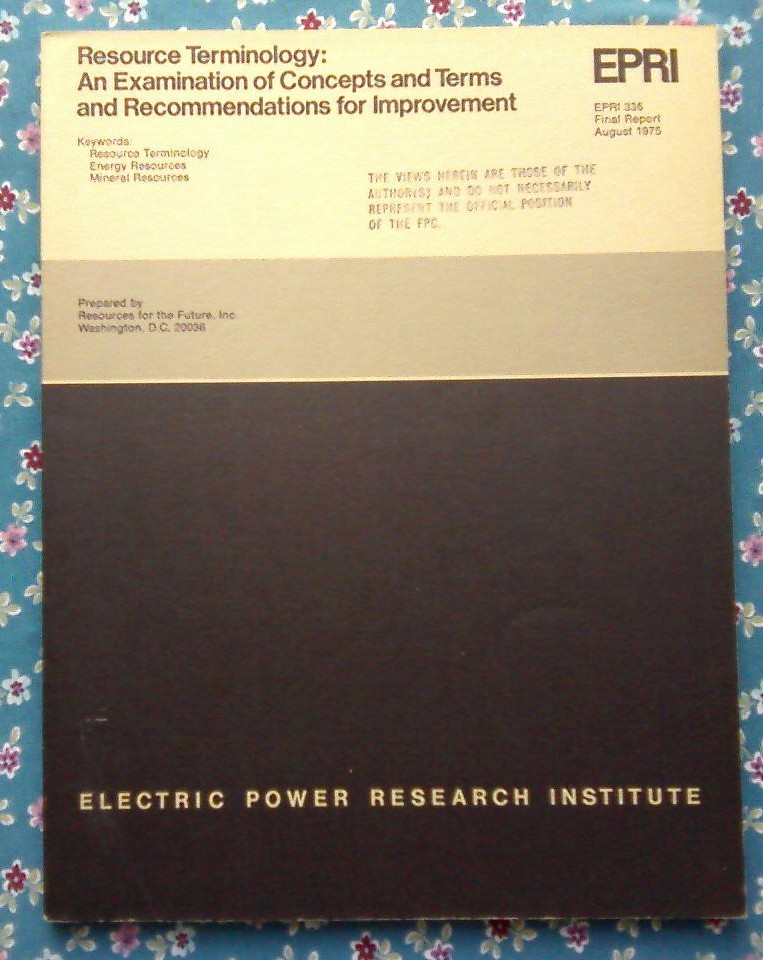 Resource Terminology:
An Examination of Concepts and Terms
and Recommendations for Improvement
EPRI
EPRI 336
Final Report
August 1975
Keywords:
Resource Terminology
Energy Resources
Mineral Resources
THE VIEWS HEREIN ARE THOSE OF THE
AUTHOR(S) AND DO NOT NECESSARILY
REPRESENT THE OFFICIAL POSITION
OF THE FPC.
Prepared by
Resources for the Future, Inc.
Washington, D.C. 20036
ELECTRIC POWER RESEARCH INSTITUTE